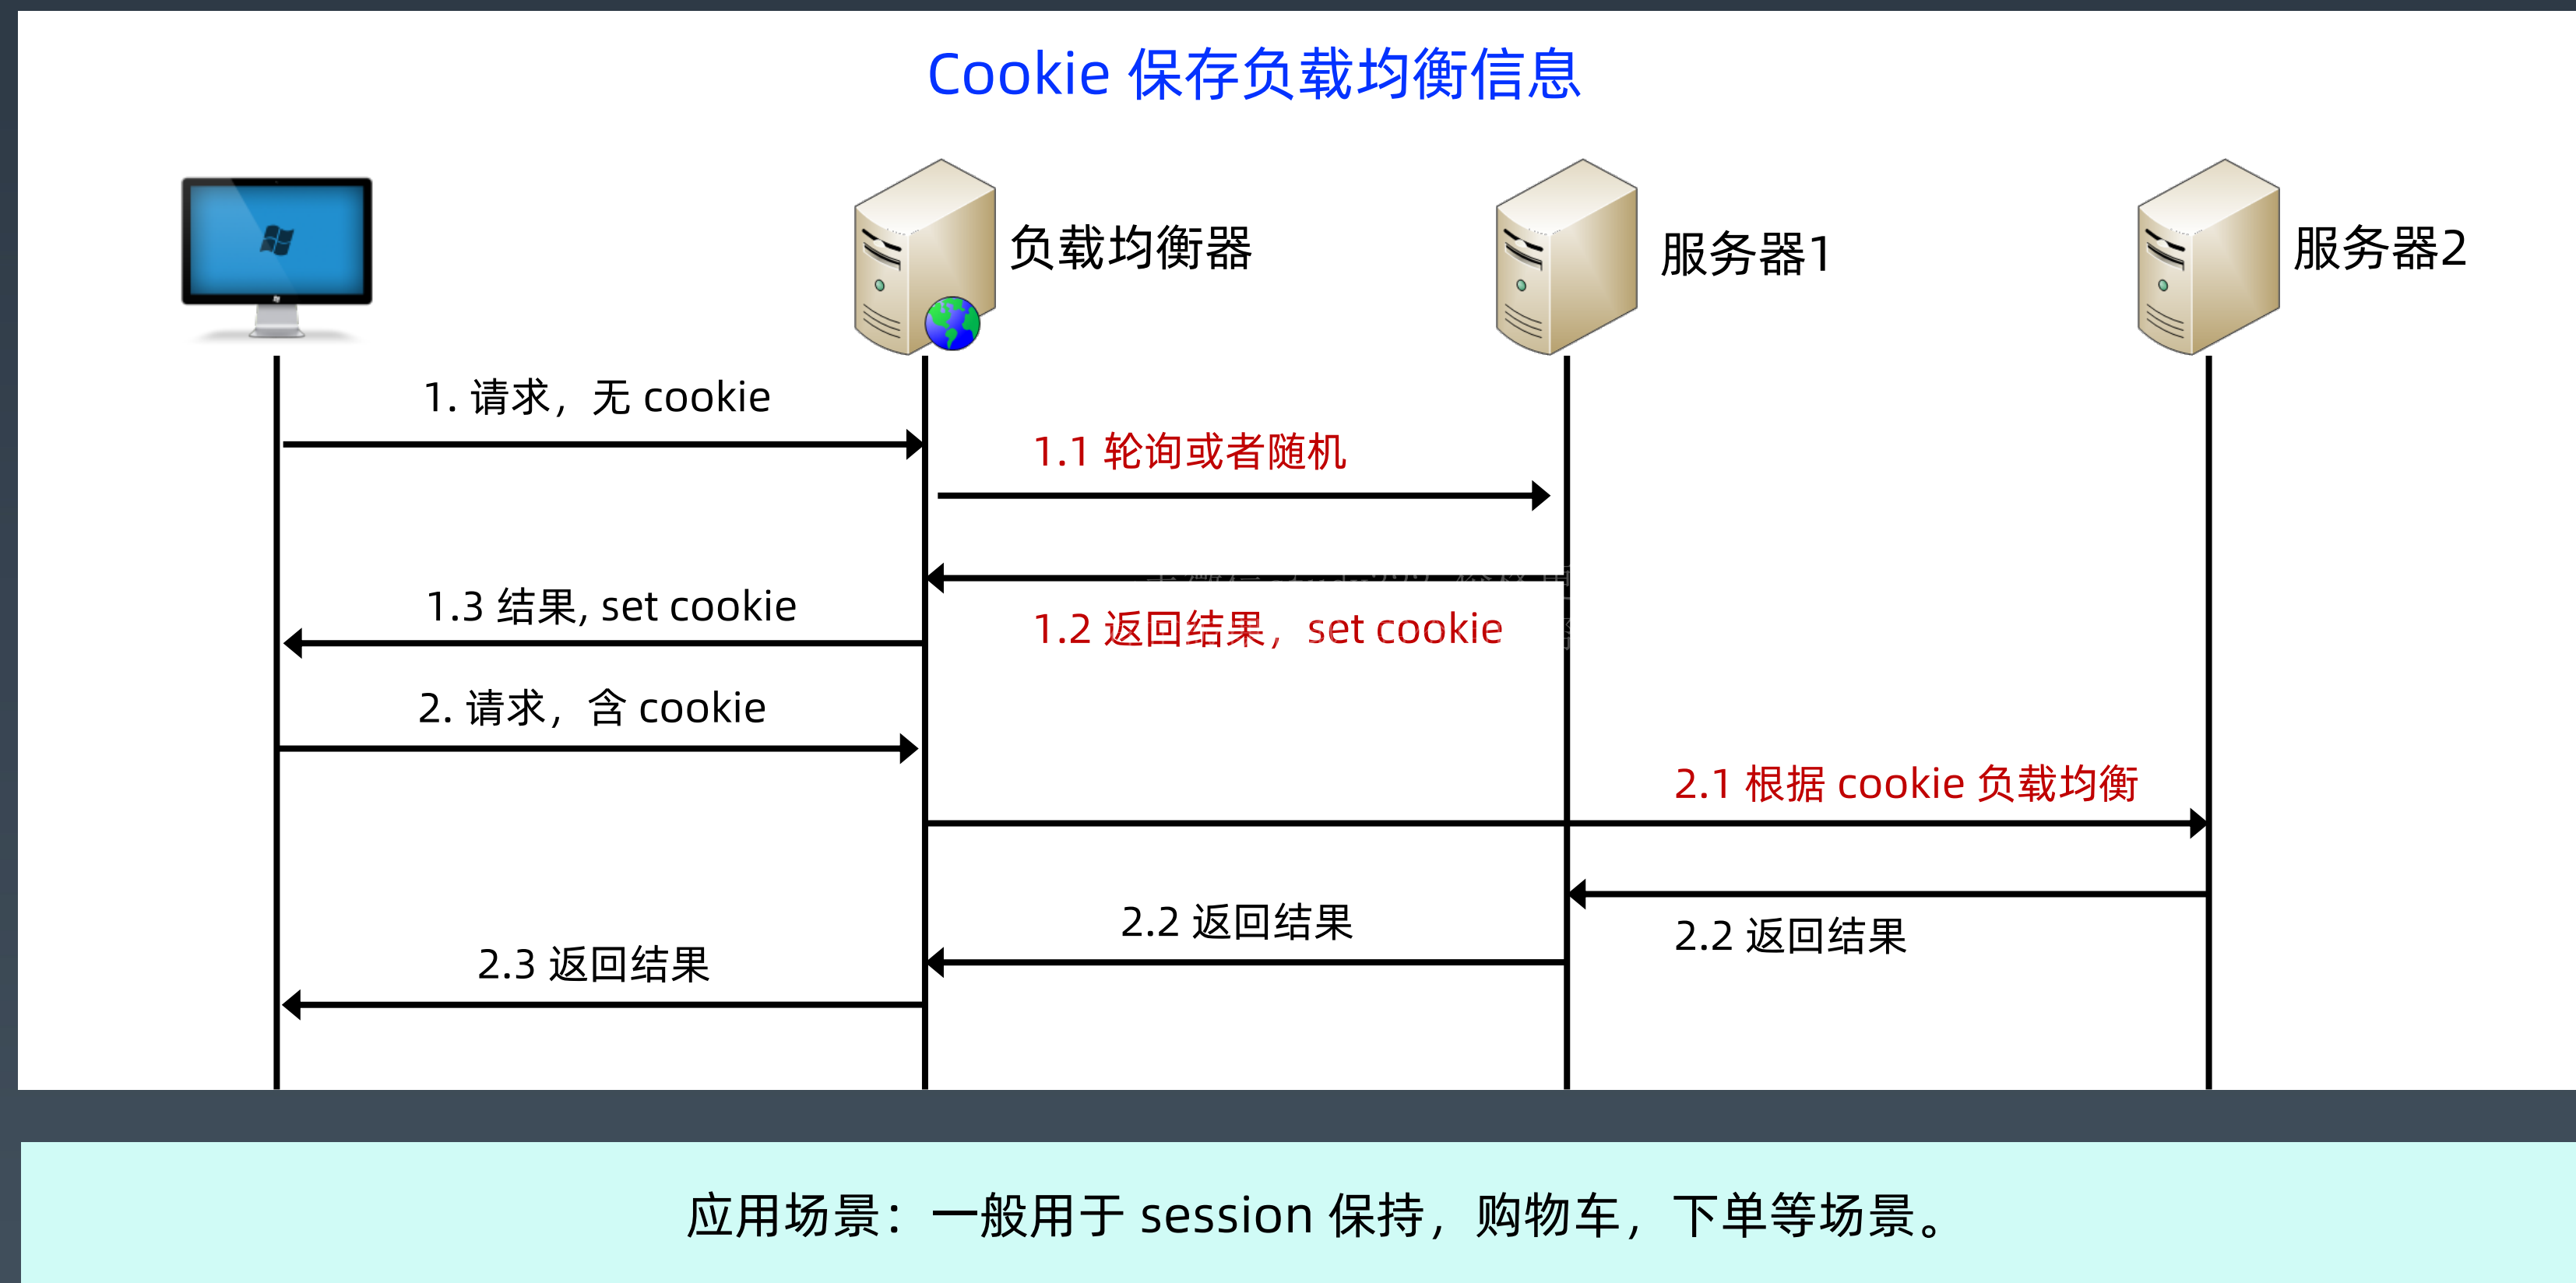 Cookie 保存负载均衡信息
负载均衡器
服务器1
服务器2
1. 请求，无 cookie
1.1 轮询或者随机
1.3 结果, set cookie
1.2 返回结果，set cookie
2. 请求，含 cookie
2.1 根据 cookie 负载均衡
2.2 返回结果
2.2 返回结果
2.3 返回结果
应用场景：一般用于 session 保持，购物车，下单等场景。